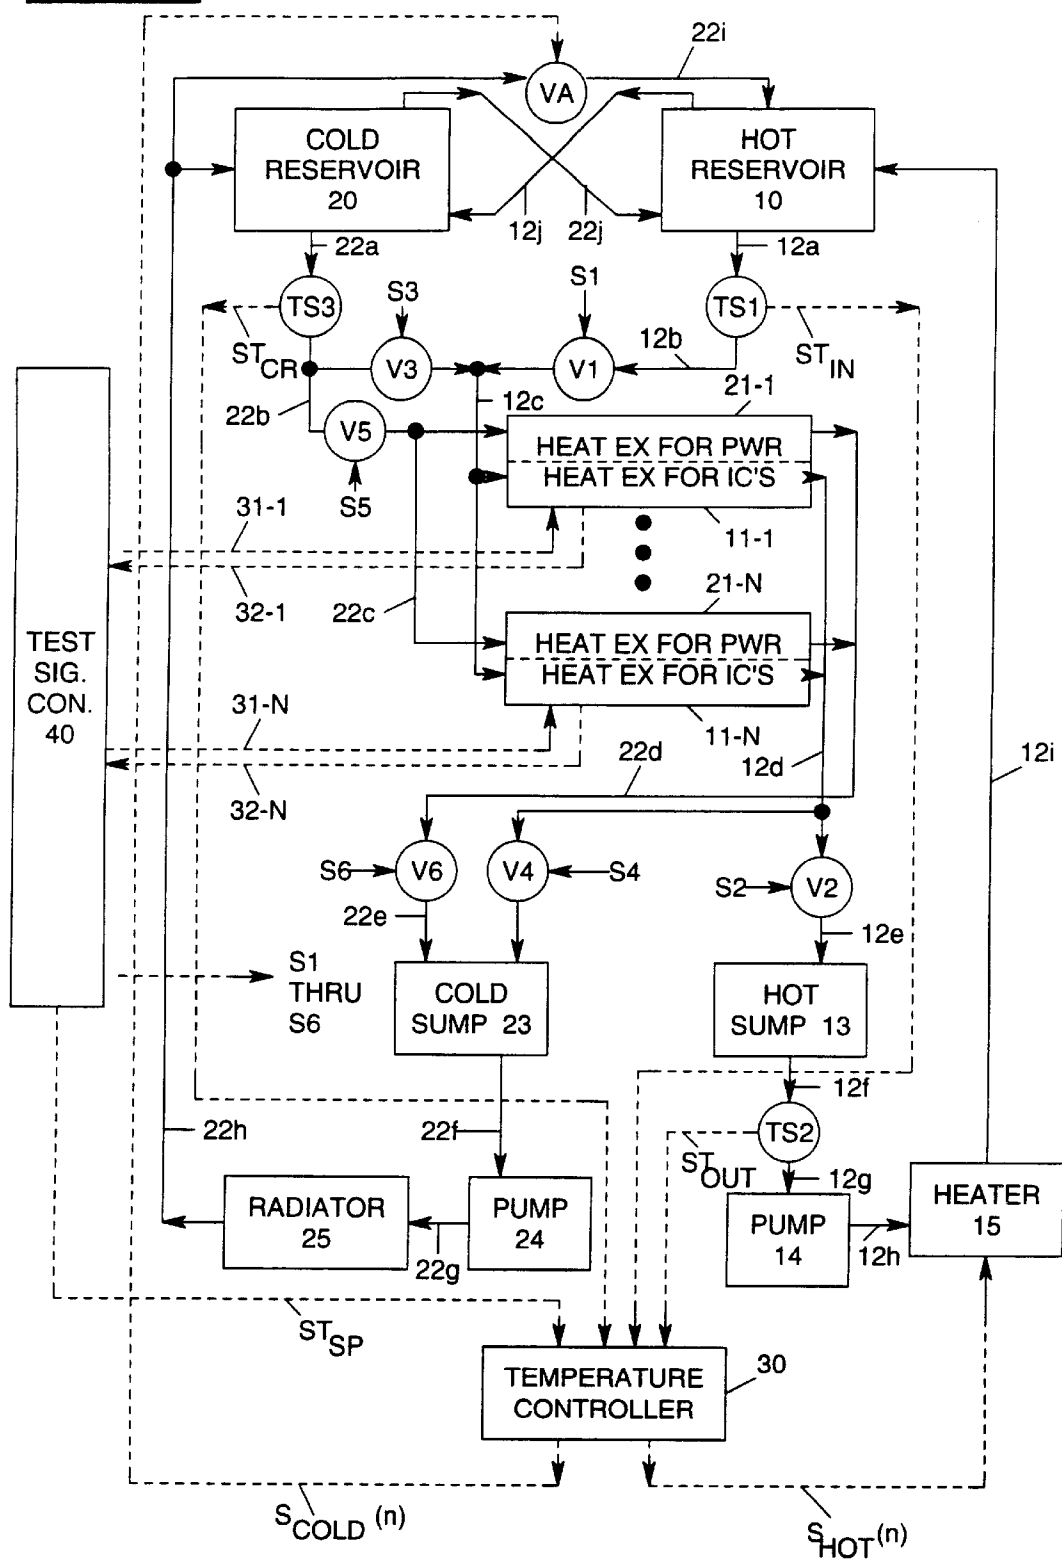 22i
VA
COLD
RESERVOIR
20
HOT
RESERVOIR
10
12j
22j
22a
12a
TS3
S3
S1
TS1
ST CR
V3
V1
12b
ST IN
22b
12c
21-1
V5
HEAT EX FOR PWR
HEAT EX FOR IC'S
S5
31-1
11-1
32-1
22c
21-N
TEST
SIG.
CON.
40
HEAT EX FOR PWR
HEAT EX FOR IC'S
31-N
11-N
22d
12d
12i
32-N
S6
V6
V4
S4
S2
V2
22e
12e
S1
THRU
S6
COLD
SUMP 23
HOT
SUMP 13
12f
22h
22f
TS2
ST OUT
12g
RADIATOR
25
PUMP
24
22g
PUMP
14
12h
HEATER
15
ST SP
TEMPERATURE
CONTROLLER
30
S COLD (n)
S HOT (n)